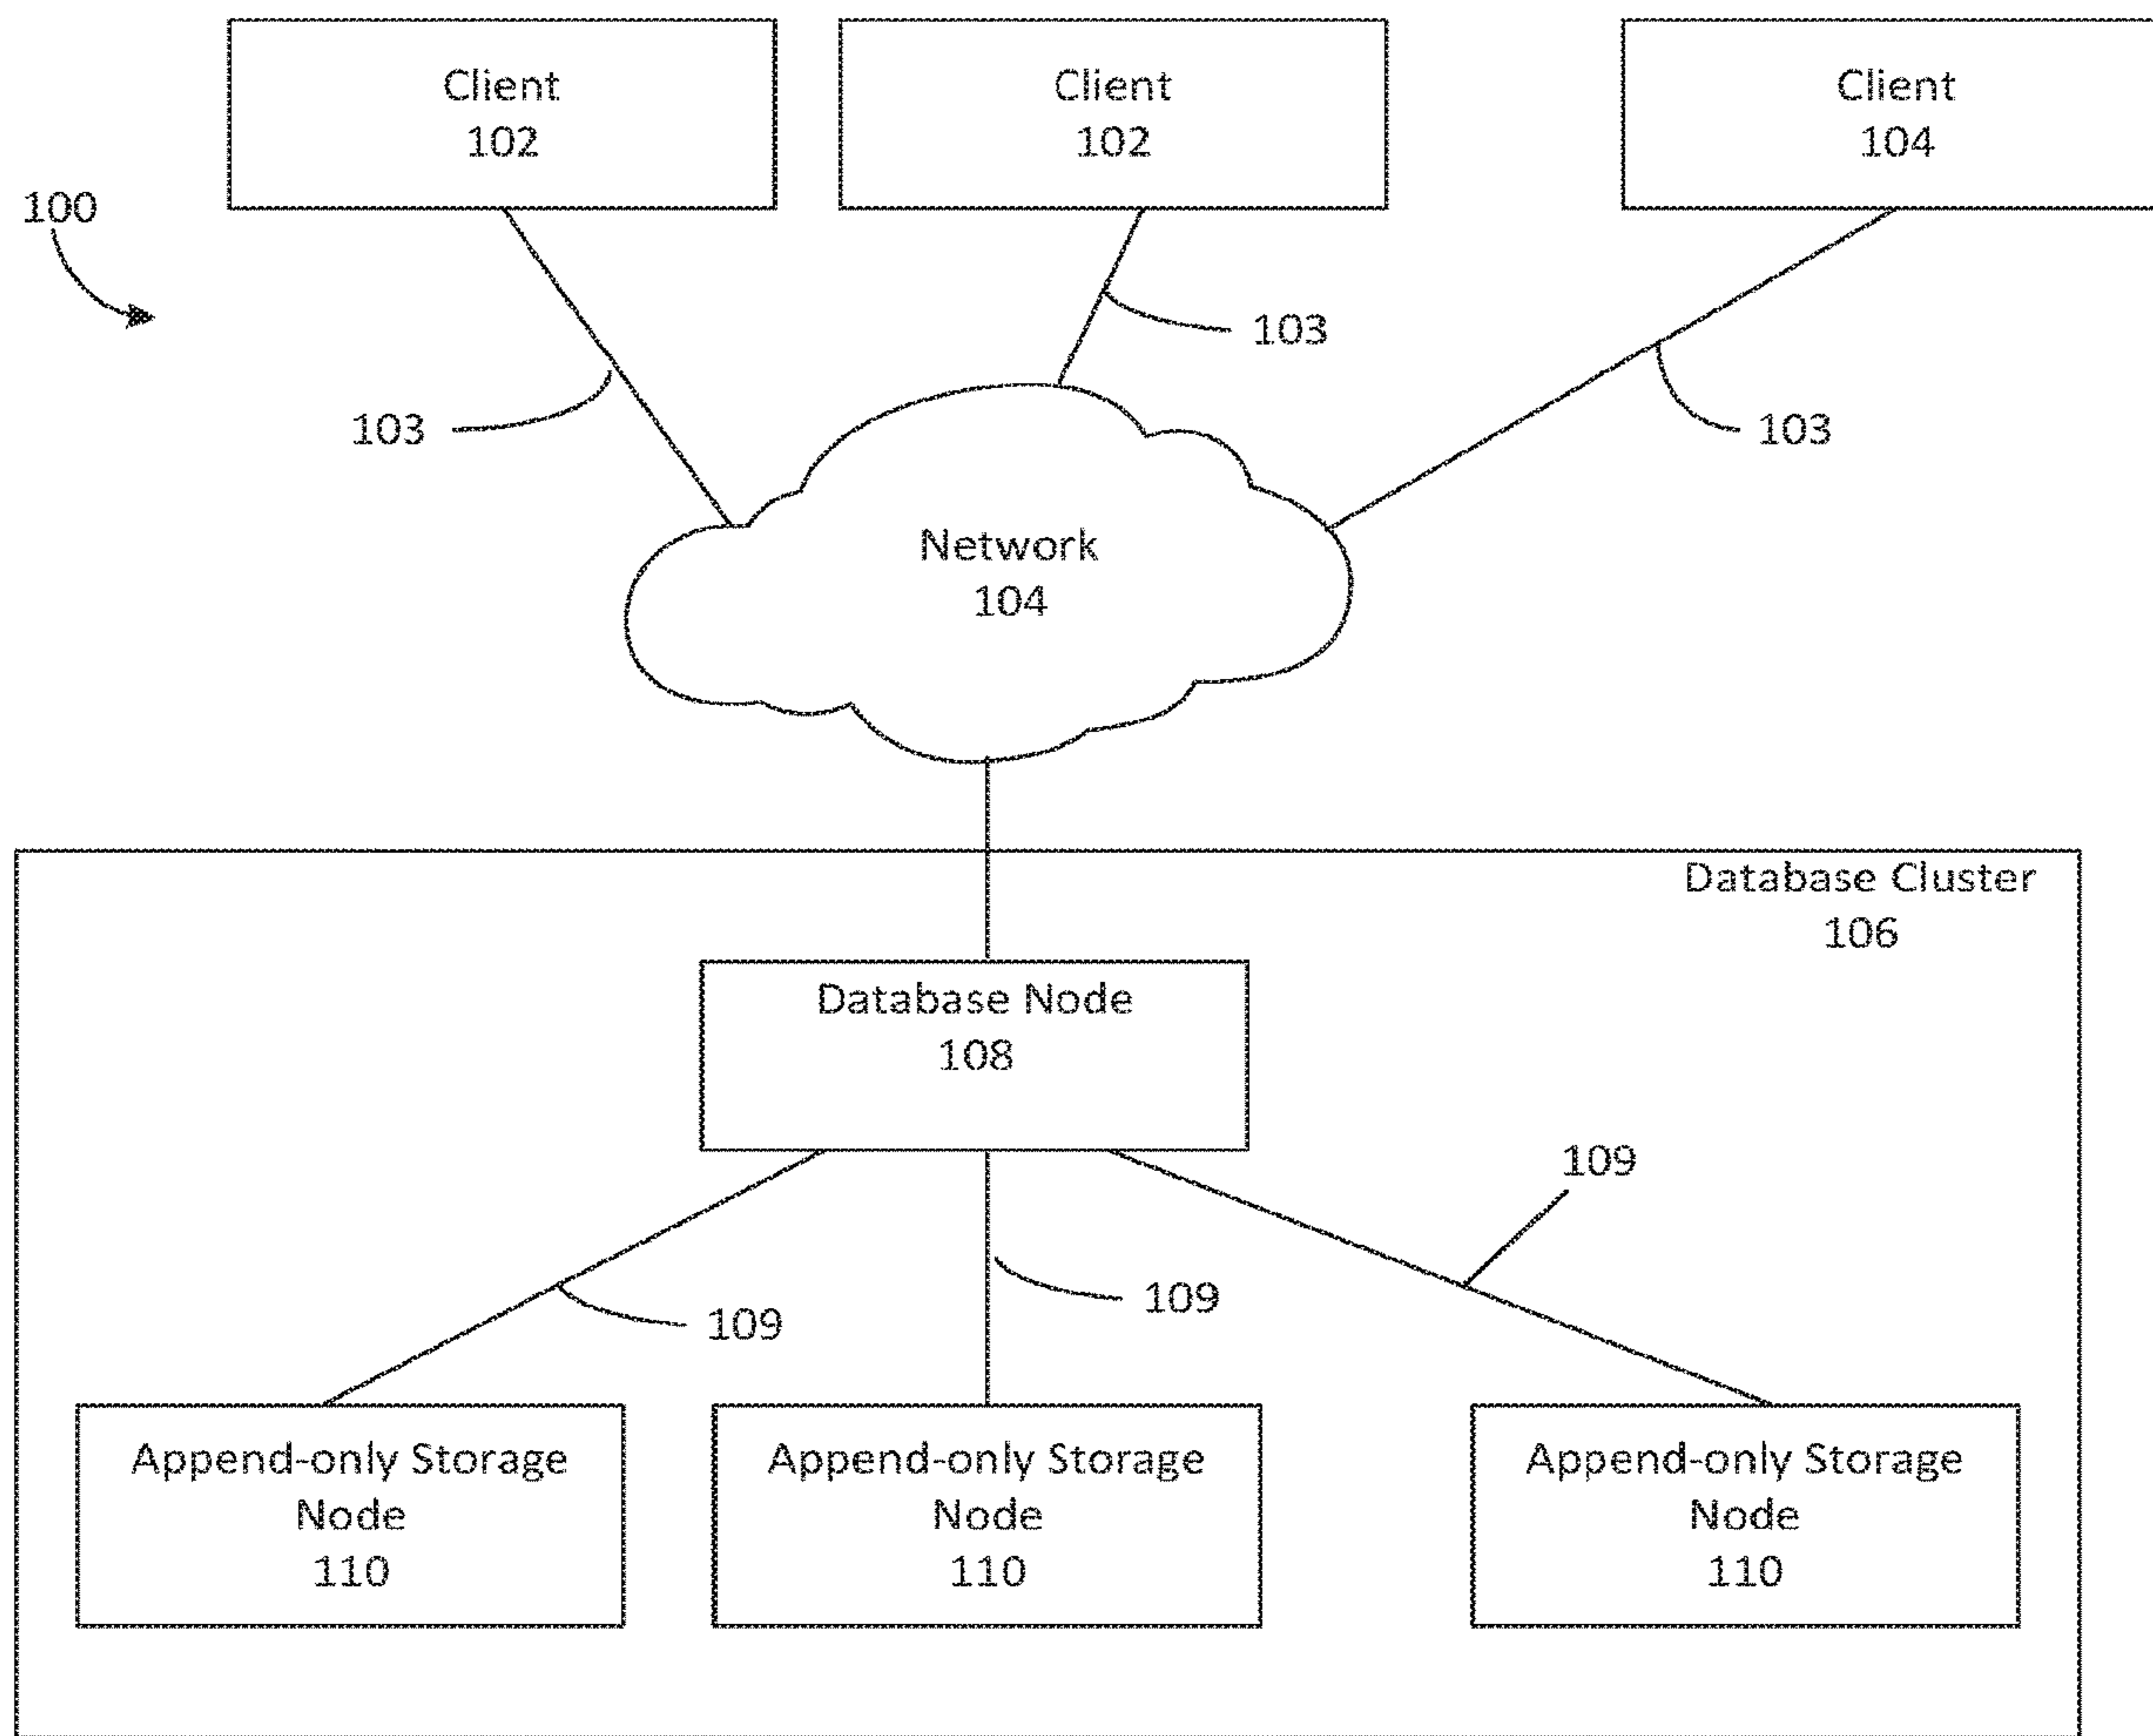 Client
102
Client
102
Client
104
100
103
103
103
Network
104
Database Cluster
106
Database Node
108
109
109
109
Append-only Storage
Node
110
Append-only Storage
Node
110
Append-only Storage
Node
110